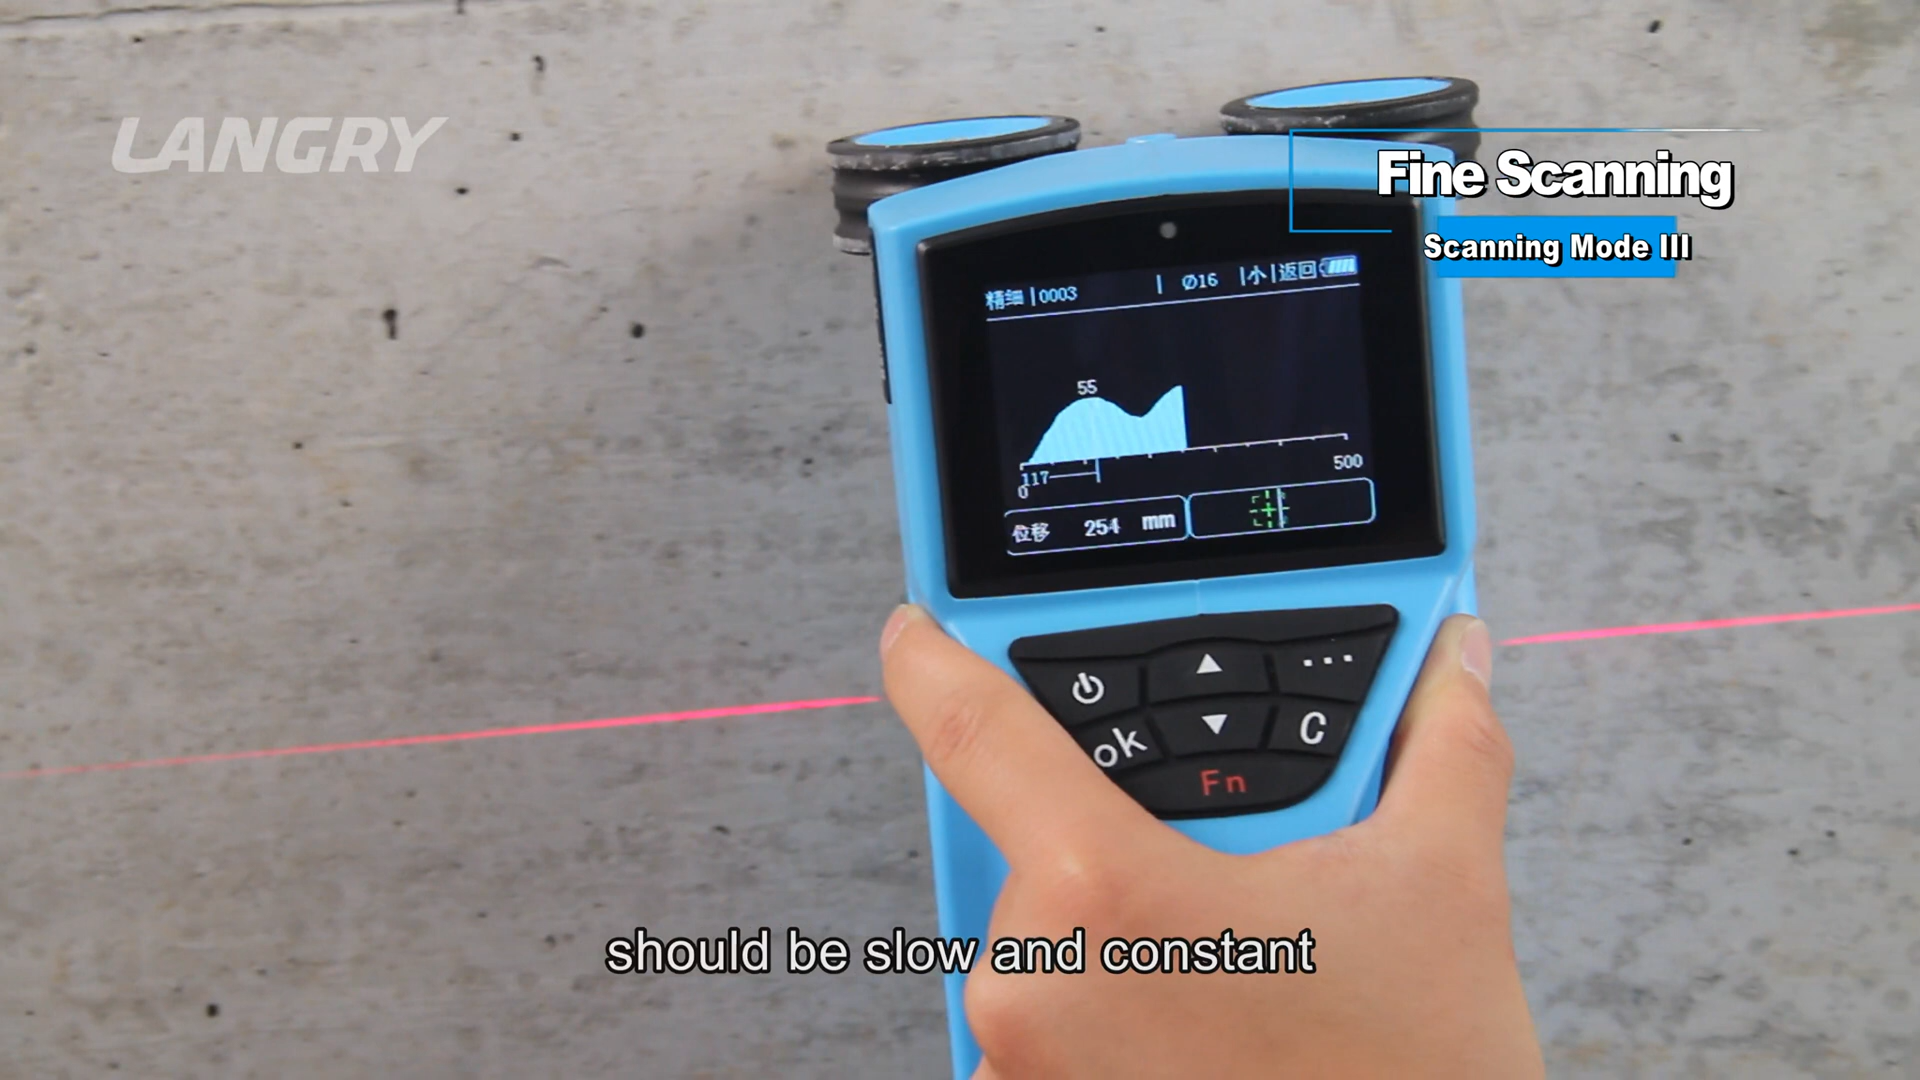 LANGRY
Fine Scanning
Scanning Mode III
精细 | 0003 | Ø16 | 小 | 返回
55
117
0
500
位移 254 mm
ok
C
Fn
should be slow and constant